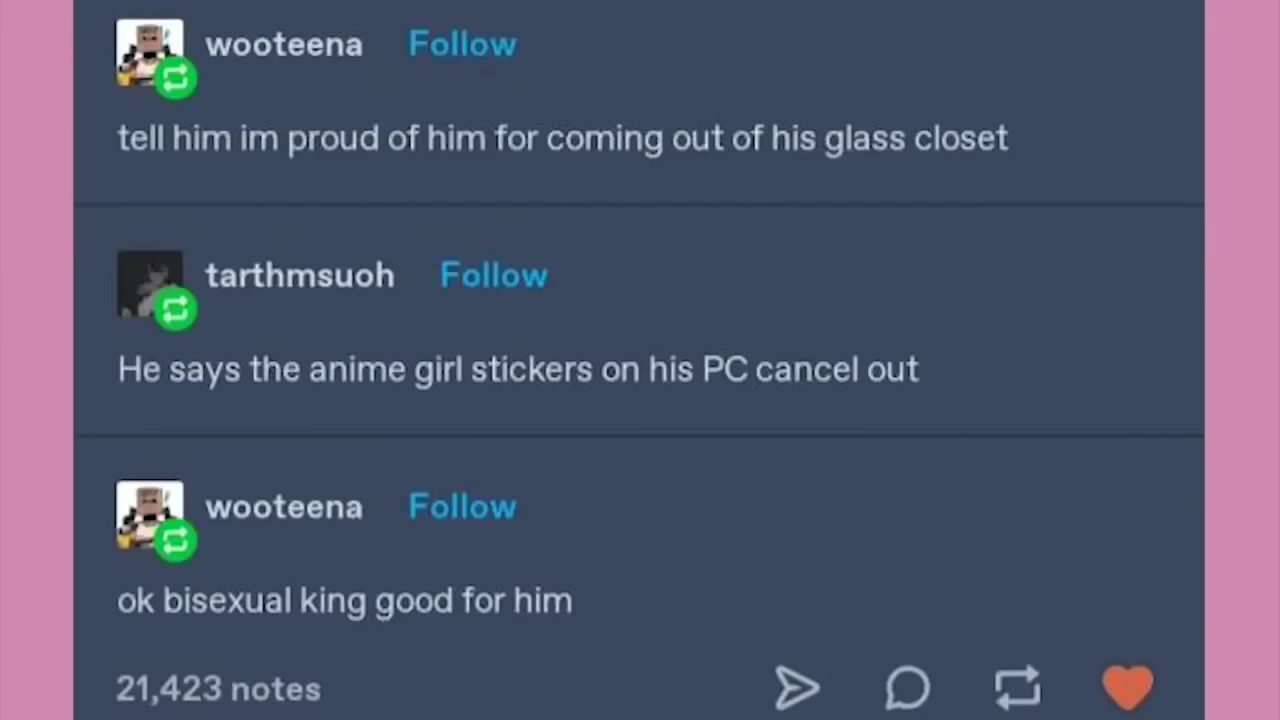 wooteena Follow
tell him im proud of him for coming out of his glass closet
tarthmsuoh Follow
He says the anime girl stickers on his PC cancel out
wooteena Follow
ok bisexual king good for him
21,423 notes